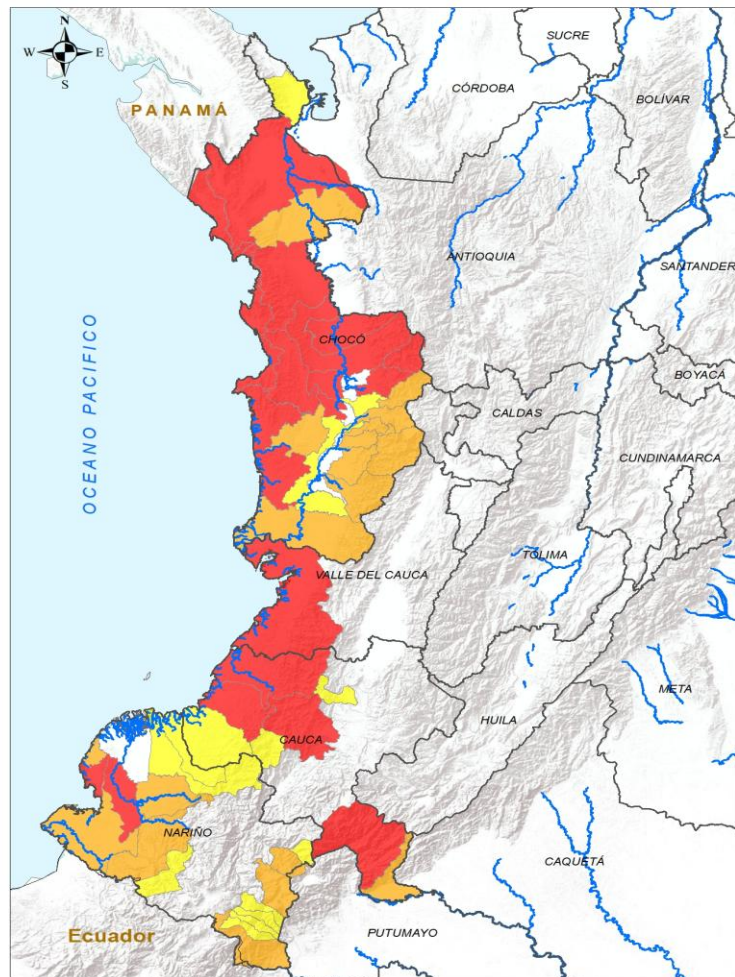 N
W E
S
SUCRE
CÓRDOBA
BOLÍVAR
PANAMÁ
ANTIOQUIA
SANTANDER
OCEANO PACIFICO
CHOCÓ
BOYACÁ
CALDAS
CUNDINAMARCA
TOLIMA
VALLE DEL CAUCA
META
HUILA
CAUCA
NARIÑO
CAQUETÁ
Ecuador
PUTUMAYO